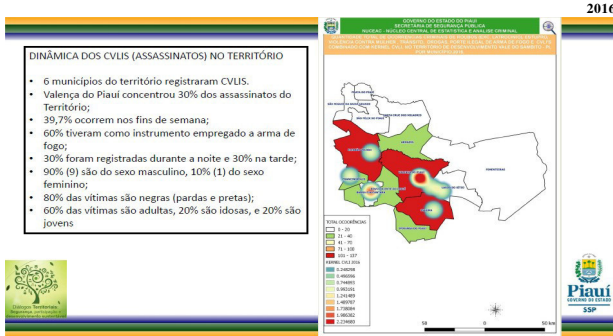 2016
DINÂMICA DOS CVLIS (ASSASSINATOS) NO TERRITÓRIO
• 6 municípios do território registraram CVLIS.
• Valença do Piauí concentrou 30% dos assassinatos do
Território;
• 39,7% ocorrem nos fins de semana;
• 60% tiveram como instrumento empregado a arma de
fogo;
• 30% foram registradas durante a noite e 30% na tarde;
• 90% (9) são do sexo masculino, 10% (1) do sexo
feminino;
• 80% das vítimas são negras (pardas e pretas);
• 60% das vítimas são adultas, 20% são idosas, e 20% são
jovens
GOVERNO DO ESTADO DO PIAUÍ
SECRETARIA DE SEGURANÇA PÚBLICA
NUCEAC - NÚCLEO CENTRAL DE ESTATÍSTICA E ANÁLISE CRIMINAL
PIMENTEIRAS
TOTAL OCORRÊNCIAS
0 - 20
21 - 40
41 - 70
71 - 100
101 - 137
KERNEL CVLI 2016
0.248298
0.496596
0.744893
0.993191
1.241489
1.489787
1.738084
1.986382
2.234680
50
0
50 km
Diálogos Territoriais
Piauí
GOVERNO DO ESTADO
SSP